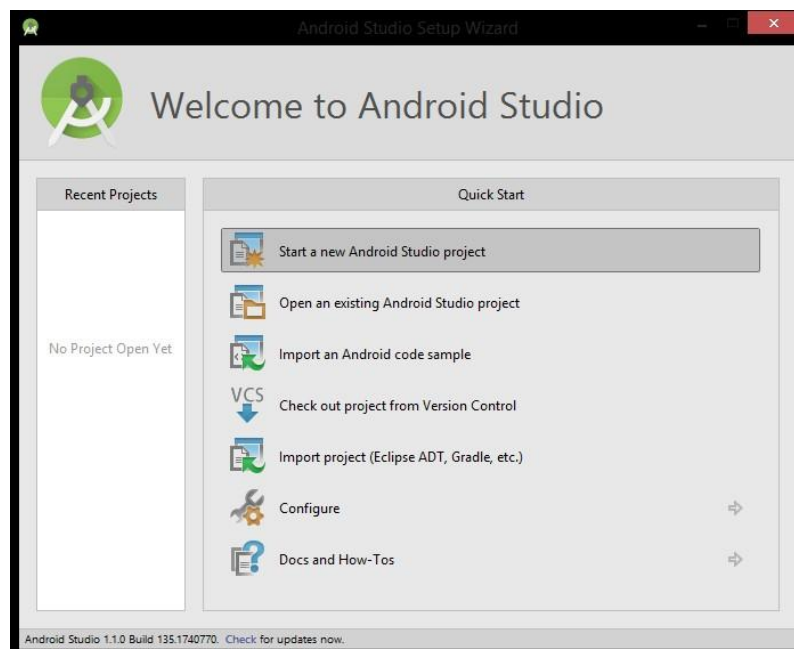 Android Studio Setup Wizard
Welcome to Android Studio
Recent Projects
No Project Open Yet
Quick Start
Start a new Android Studio project
Open an existing Android Studio project
Import an Android code sample
VCS
Check out project from Version Control
Import project (Eclipse ADT, Gradle, etc.)
Configure
Docs and How-Tos
Android Studio 1.1.0 Build 135.1740770. Check for updates now.